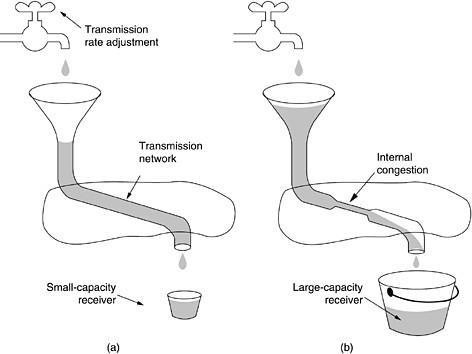 Transmission
rate adjustment
Transmission
network
Internal
congestion
Small-capacity
receiver
Large-capacity
receiver
(a)
(b)